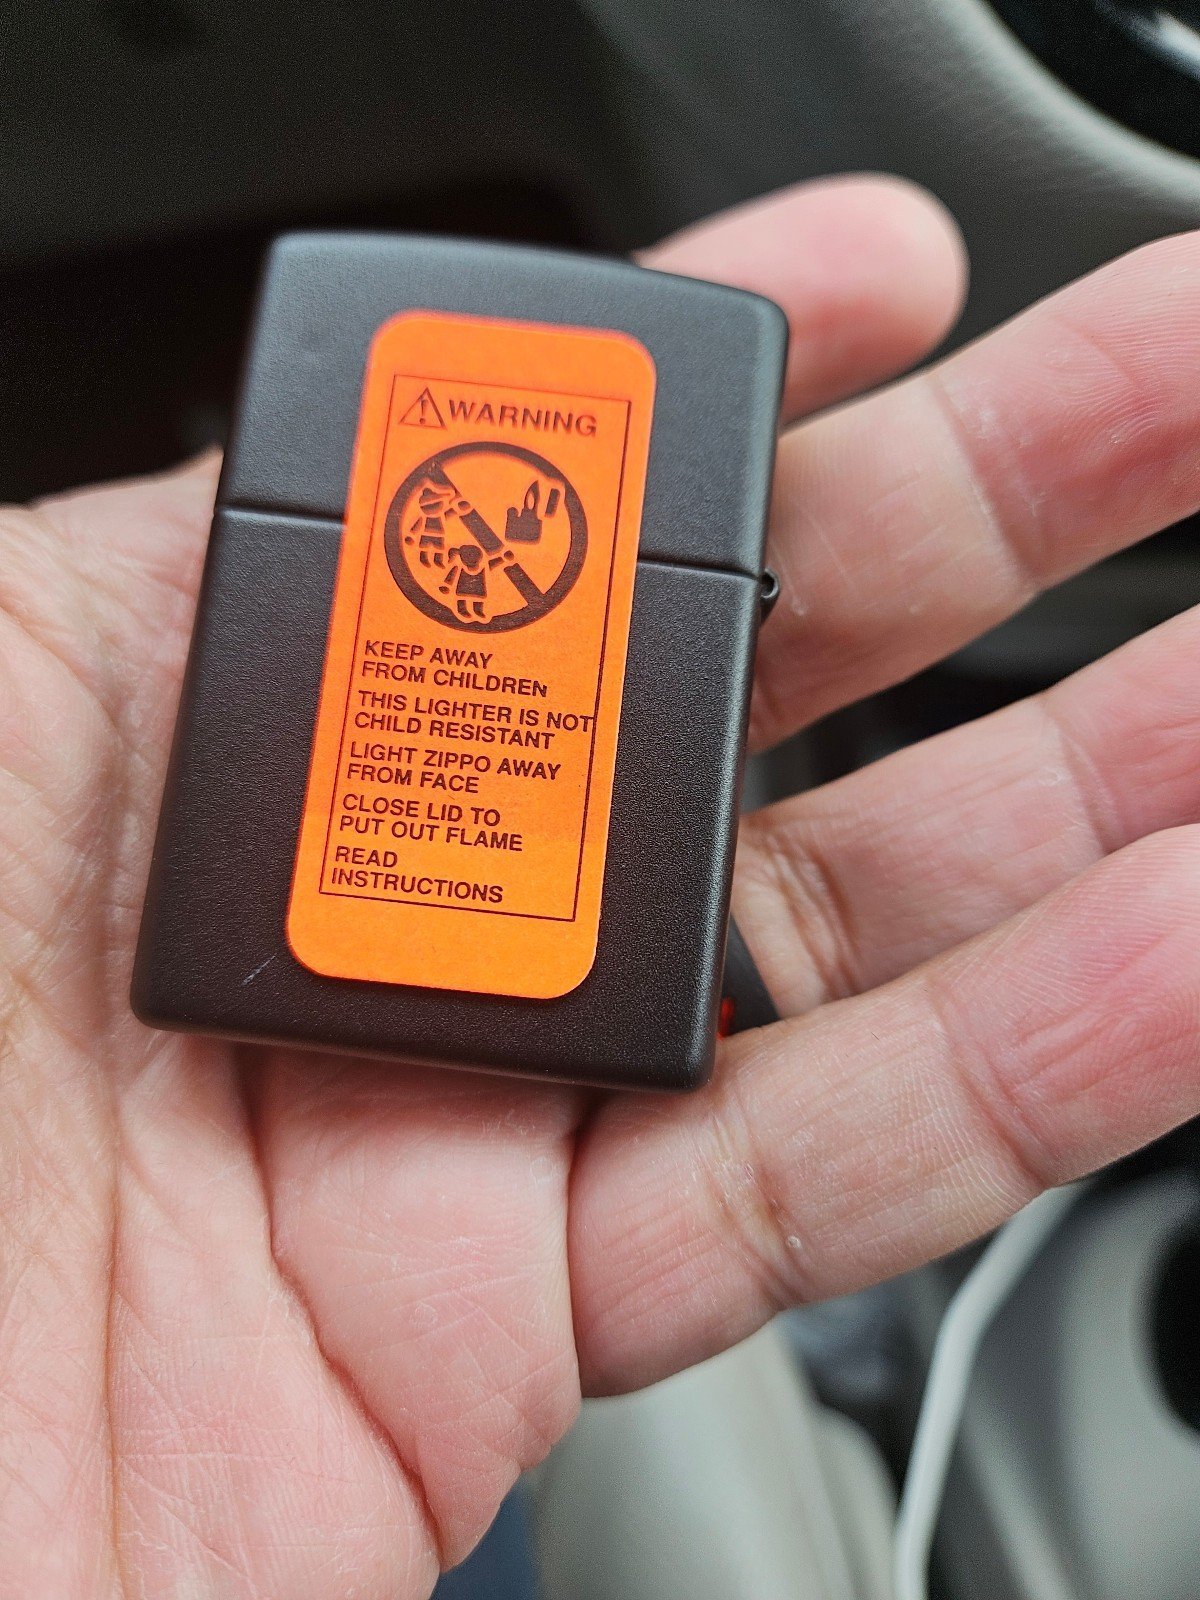 WARNING
KEEP AWAY
FROM CHILDREN
THIS LIGHTER IS NOT
CHILD RESISTANT
LIGHT ZIPPO AWAY
FROM FACE
CLOSE LID TO
PUT OUT FLAME
READ
INSTRUCTIONS